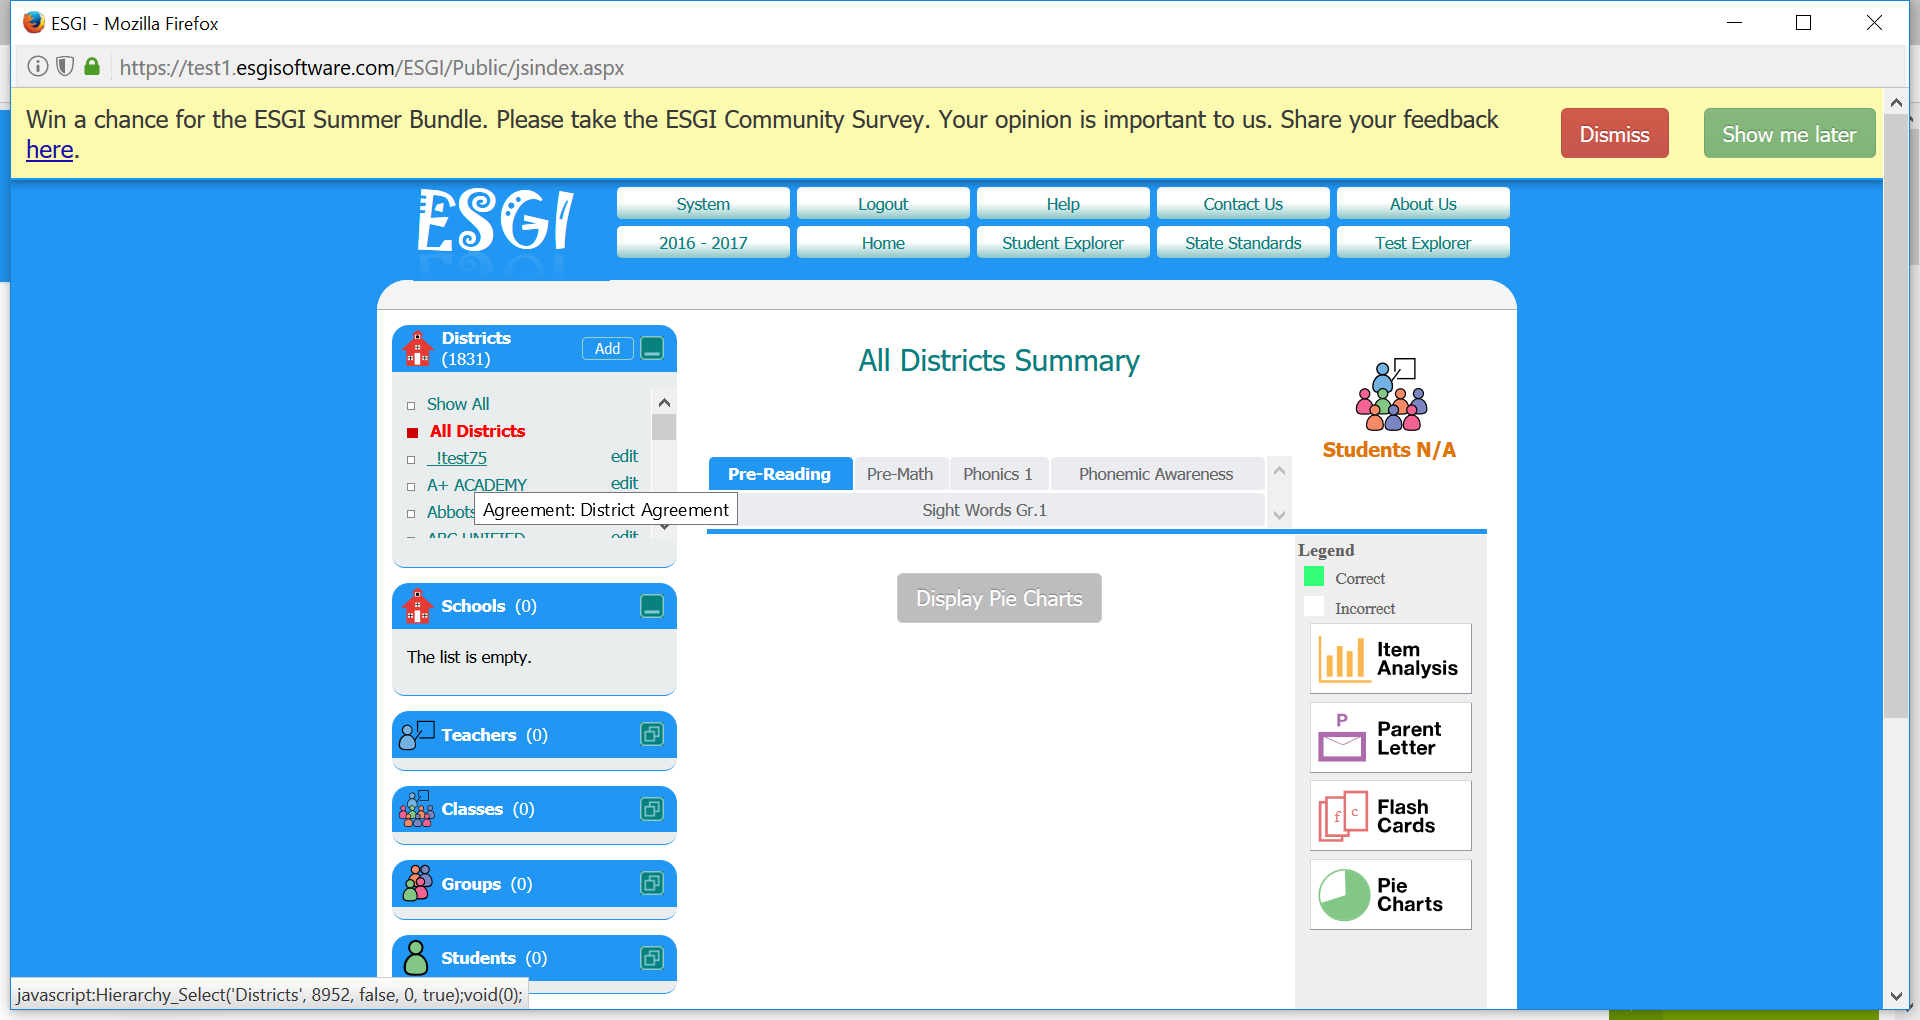 ESGI - Mozilla Firefox
https://test1.esgisoftware.com/ESGI/Public/jsindex.aspx
Win a chance for the ESGI Summer Bundle. Please take the ESGI Community Survey. Your opinion is important to us. Share your feedback
here.
Dismiss
Show me later
ESGI
System
Logout
Help
Contact Us
About Us
2016 - 2017
Home
Student Explorer
State Standards
Test Explorer
Districts
(1831)
Add
Show All
All Districts
_!test75
edit
A+ ACADEMY
edit
Abbots
Agreement: District Agreement
ABC UNIFIED
edit
Schools (0)
The list is empty.
Teachers (0)
Classes (0)
Groups (0)
Students (0)
All Districts Summary
Students N/A
Pre-Reading
Pre-Math
Phonics 1
Phonemic Awareness
Sight Words Gr.1
Display Pie Charts
Legend
Correct
Incorrect
Item
Analysis
P
Parent
Letter
f c
Flash
Cards
Pie
Charts
javascript:Hierarchy_Select('Districts', 8952, false, 0, true);void(0);